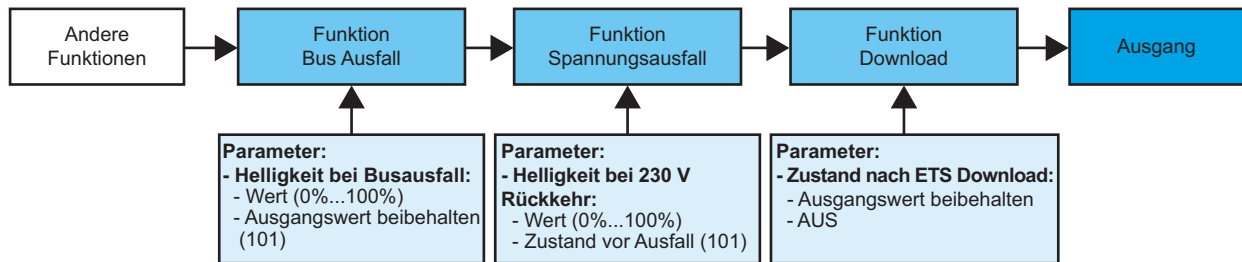 Andere
Funktionen
Funktion
Bus Ausfall
Funktion
Spannungsausfall
Funktion
Download
Ausgang
Parameter:
- Helligkeit bei Busausfall:
- Wert (0%...100%)
- Ausgangswert beibehalten
(101)
Parameter:
- Helligkeit bei 230 V
Rückkehr:
- Wert (0%...100%)
- Zustand vor Ausfall (101)
Parameter:
- Zustand nach ETS Download:
- Ausgangswert beibehalten
- AUS